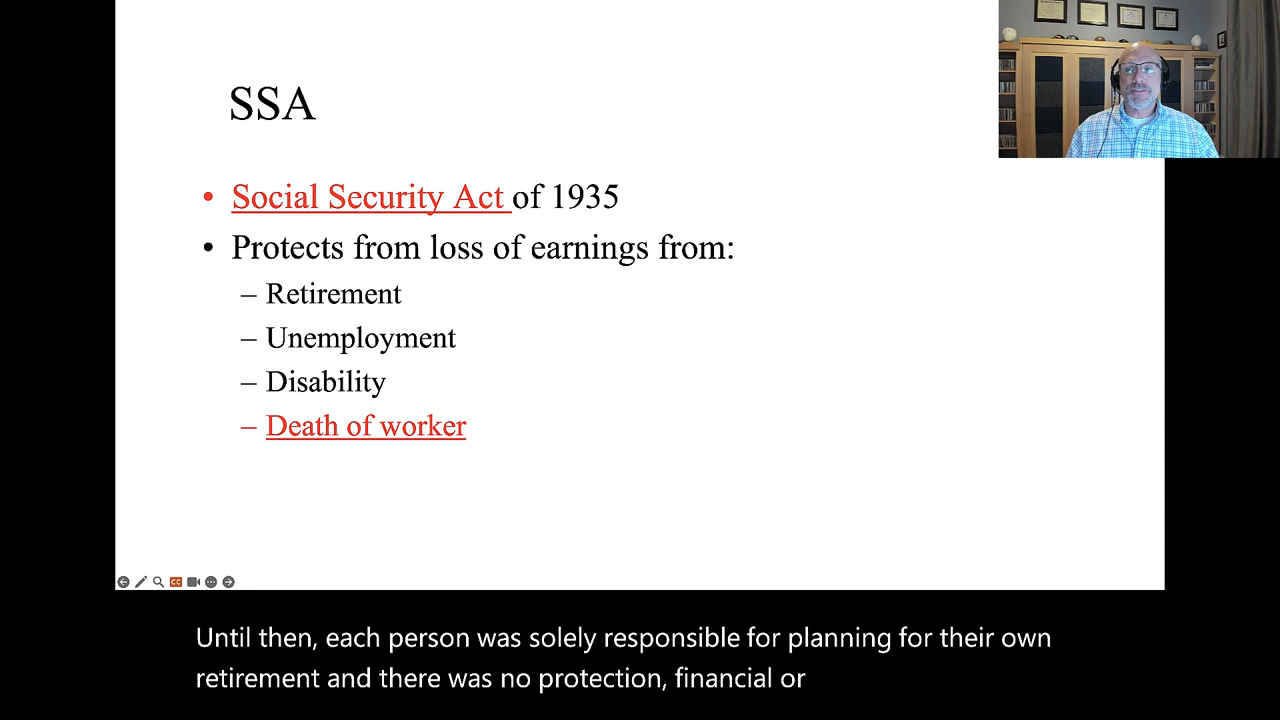 SSA
• Social Security Act of 1935
• Protects from loss of earnings from:
– Retirement
– Unemployment
– Disability
– Death of worker
CC
Until then, each person was solely responsible for planning for their own
retirement and there was no protection, financial or